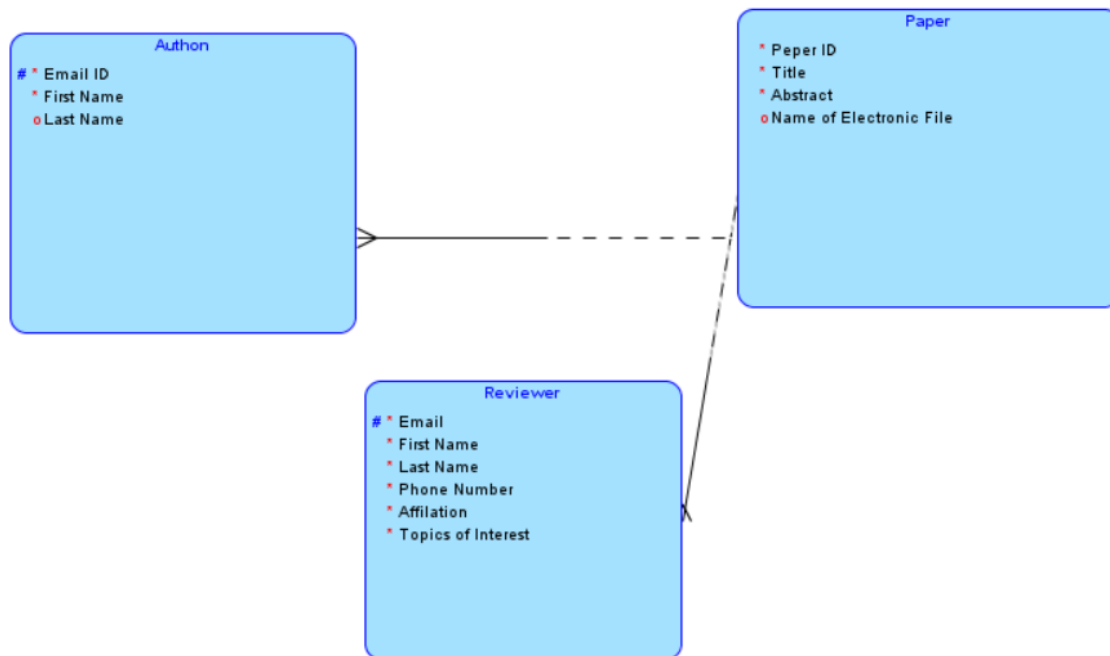 Authon
# * Email ID
* First Name
o Last Name
Paper
* Peper ID
* Title
* Abstract
o Name of Electronic File
Reviewer
# * Email
* First Name
* Last Name
* Phone Number
* Affilation
* Topics of Interest